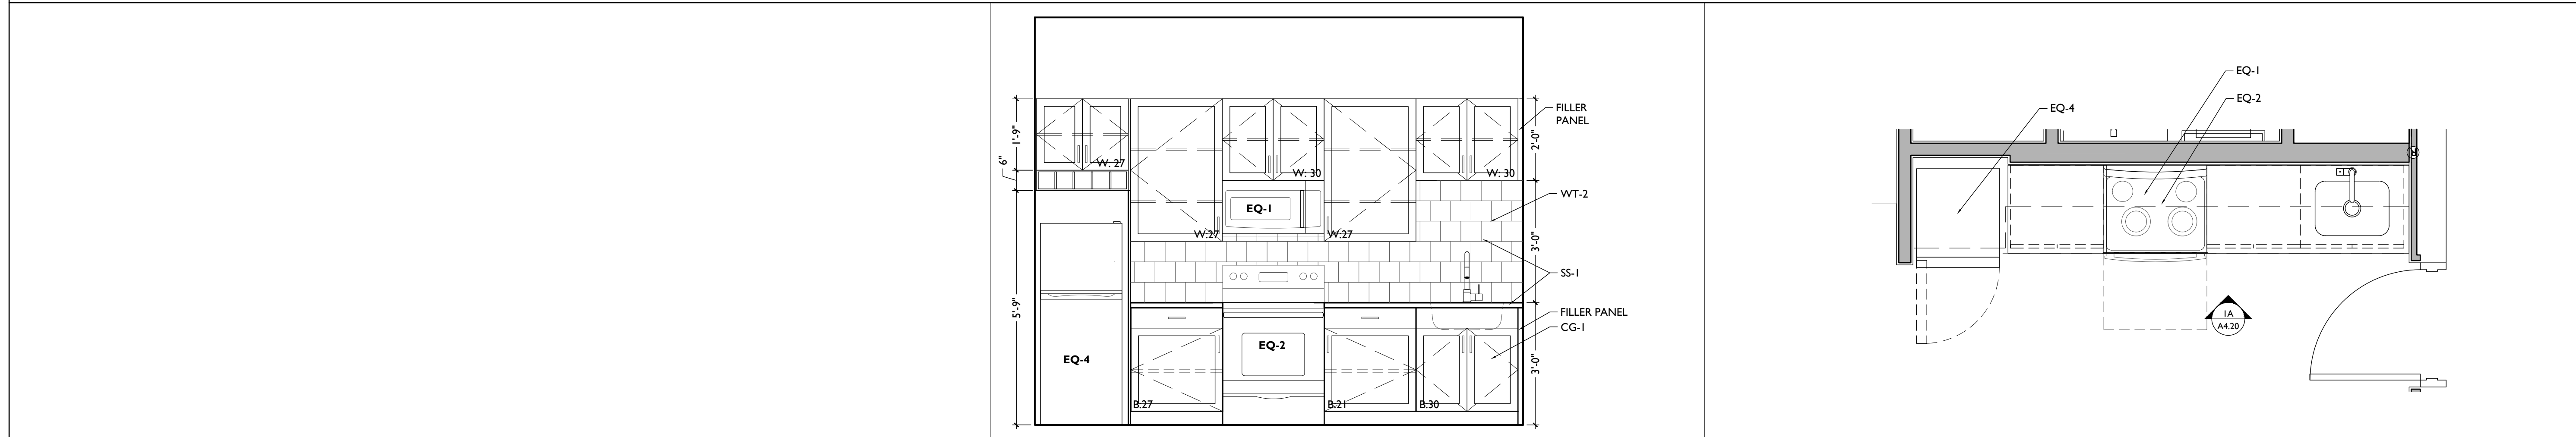 FILLER
PANEL
1'-9"
2'-0"
6"
W: 27
W: 30
W: 30
WT-2
EQ-1
W:27
W:27
3'-0"
SS-1
5'-9"
FILLER PANEL
CG-1
EQ-2
EQ-4
3'-0"
B:27
B:21
B:30
EQ-1
EQ-2
EQ-4
1A
A4.20